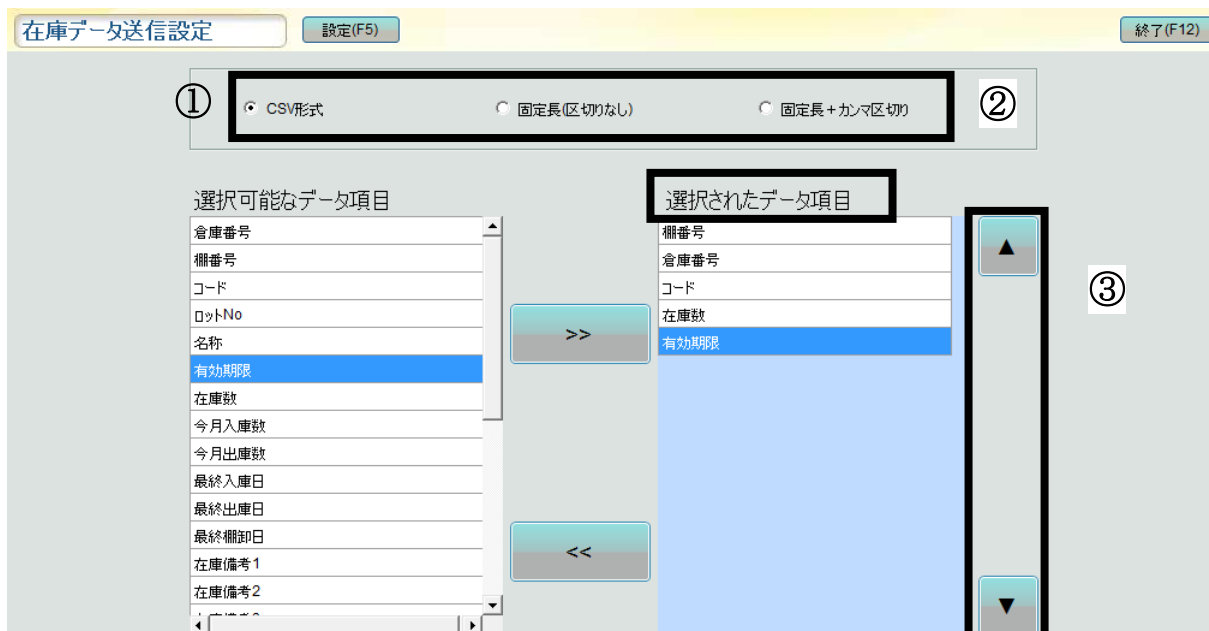 在庫データ送信設定 設定(F5) 終了(F12)
① CSV形式 固定長(区切りなし) 固定長+カンマ区切り ②
選択可能なデータ項目
倉庫番号
棚番号
コード
ロットNo
名称
有効期限
在庫数
今月入庫数
今月出庫数
最終入庫日
最終出庫日
最終棚卸日
在庫備考1
在庫備考2
>>
<<
選択されたデータ項目
棚番号
倉庫番号
コード
在庫数
有効期限
▲
③
▼